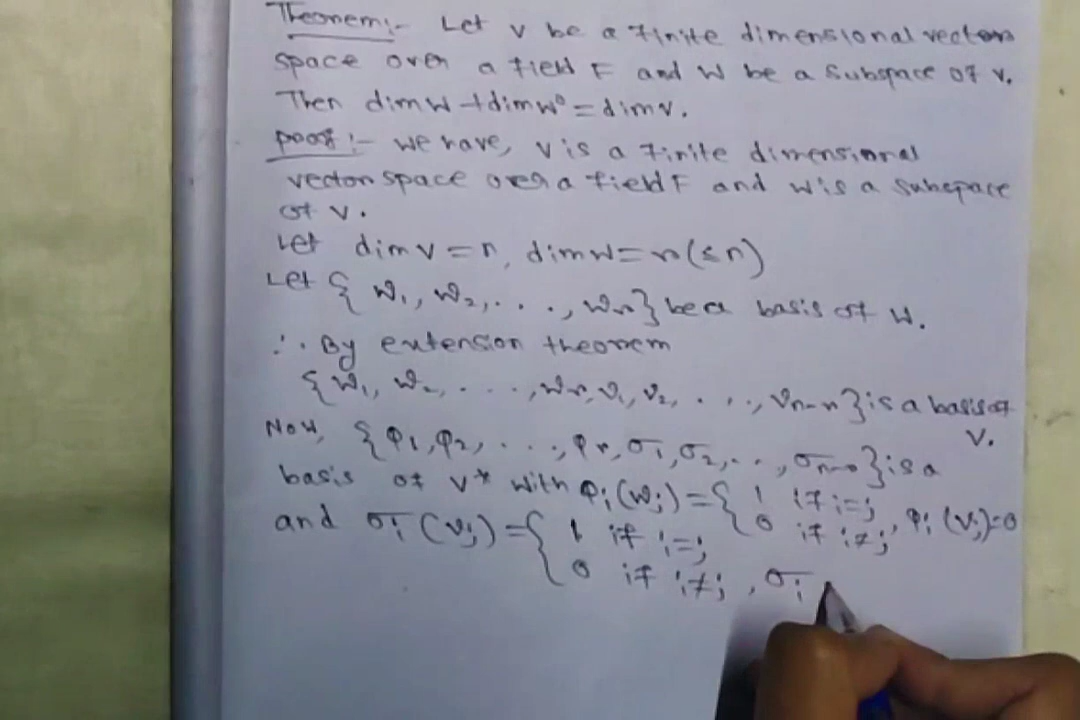 Theorem:- Let V be a finite dimensional vector
space over a field F and W be a subspace of V.
Then dim W + dim W° = dim V.
Proof:- we have, V is a finite dimensional
vector space over a field F and W is a subspace
of V.
Let dim V = n, dim W = r (≤ n)
Let { w₁, w₂, . . ., wᵣ} be a basis of W.
∴ By extension theorem
{ w₁, w₂, . . . ., wᵣ, v₁, v₂, . . ., vₙ₋ᵣ } is a basis of V.
Now, { φ₁, φ₂, . . ., φᵣ, σ₁, σ₂, . . ., σₙ₋ᵣ } is a
basis of V* with φᵢ(wⱼ) = { 1 if i=j 0 if i≠j , φᵢ(vⱼ)=0
and σᵢ(vⱼ) = { 1 if i=j 0 if i≠j , σᵢ